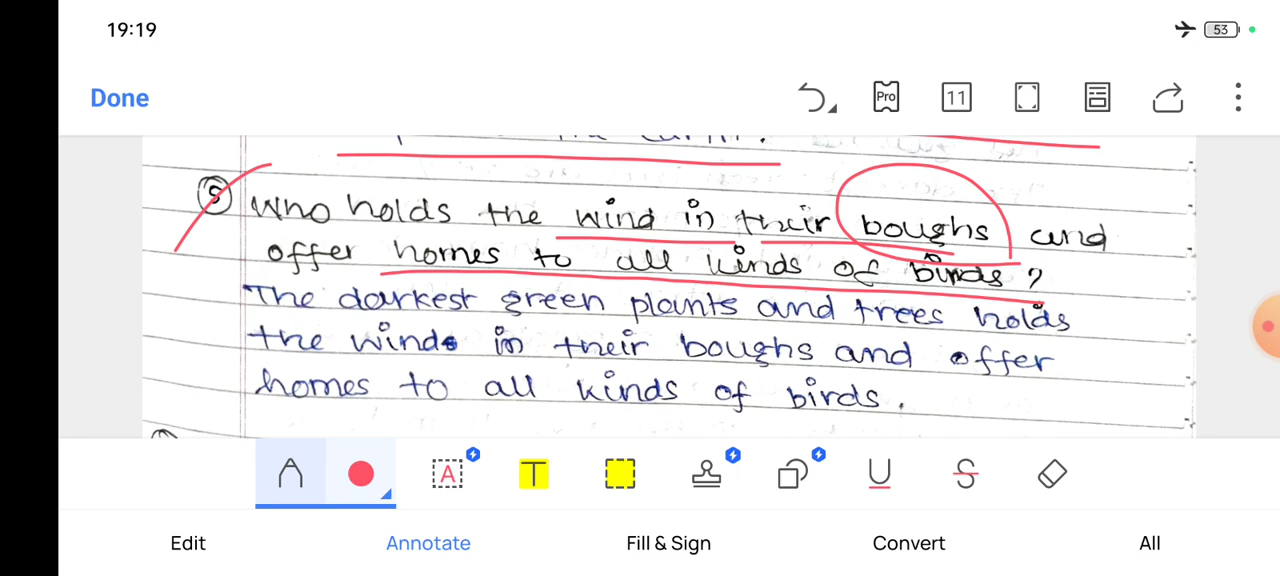 19:19
53
Done
Pro
11
⑤ Who holds the wind in their boughs and
offer homes to all kinds of birds?
The darkest green plants and trees holds
the winds in their boughs and offer
homes to all kinds of birds.
A
T
U
S
Edit
Annotate
Fill & Sign
Convert
All